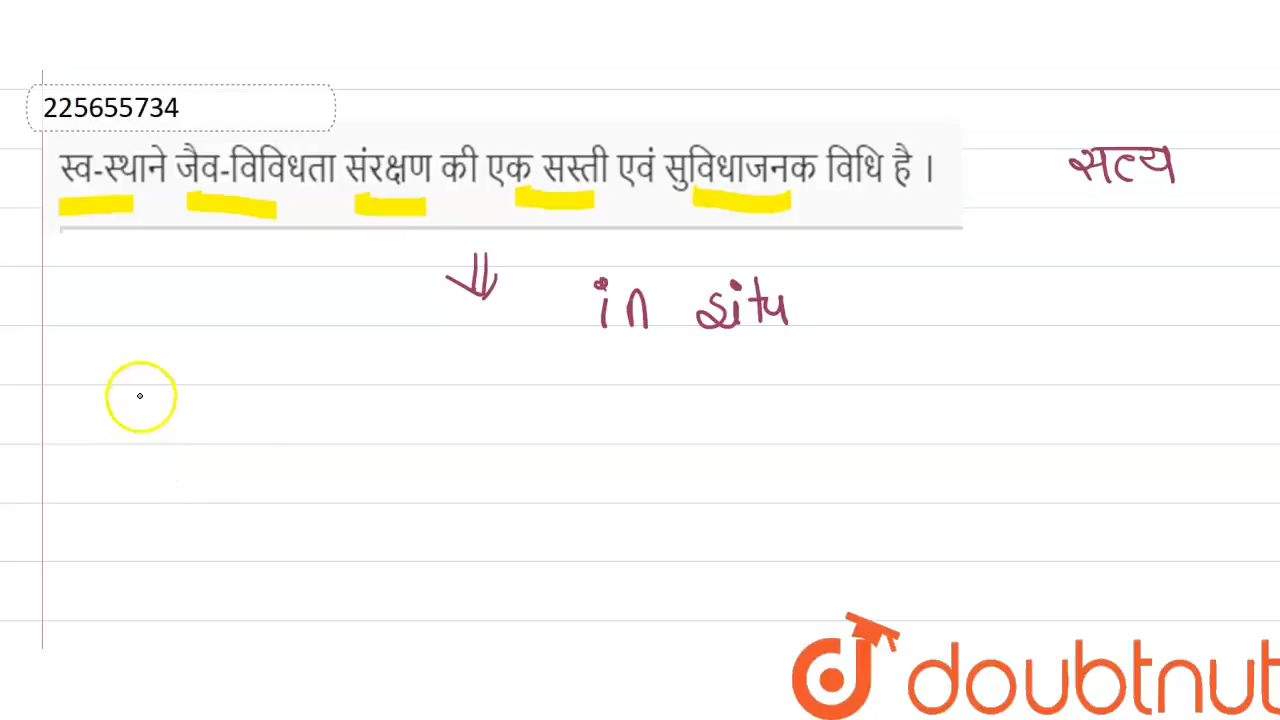 225655734
स्व-स्थाने जैव-विविधता संरक्षण की एक सस्ती एवं सुविधाजनक विधि है ।
सत्य
in situ
doubtnut